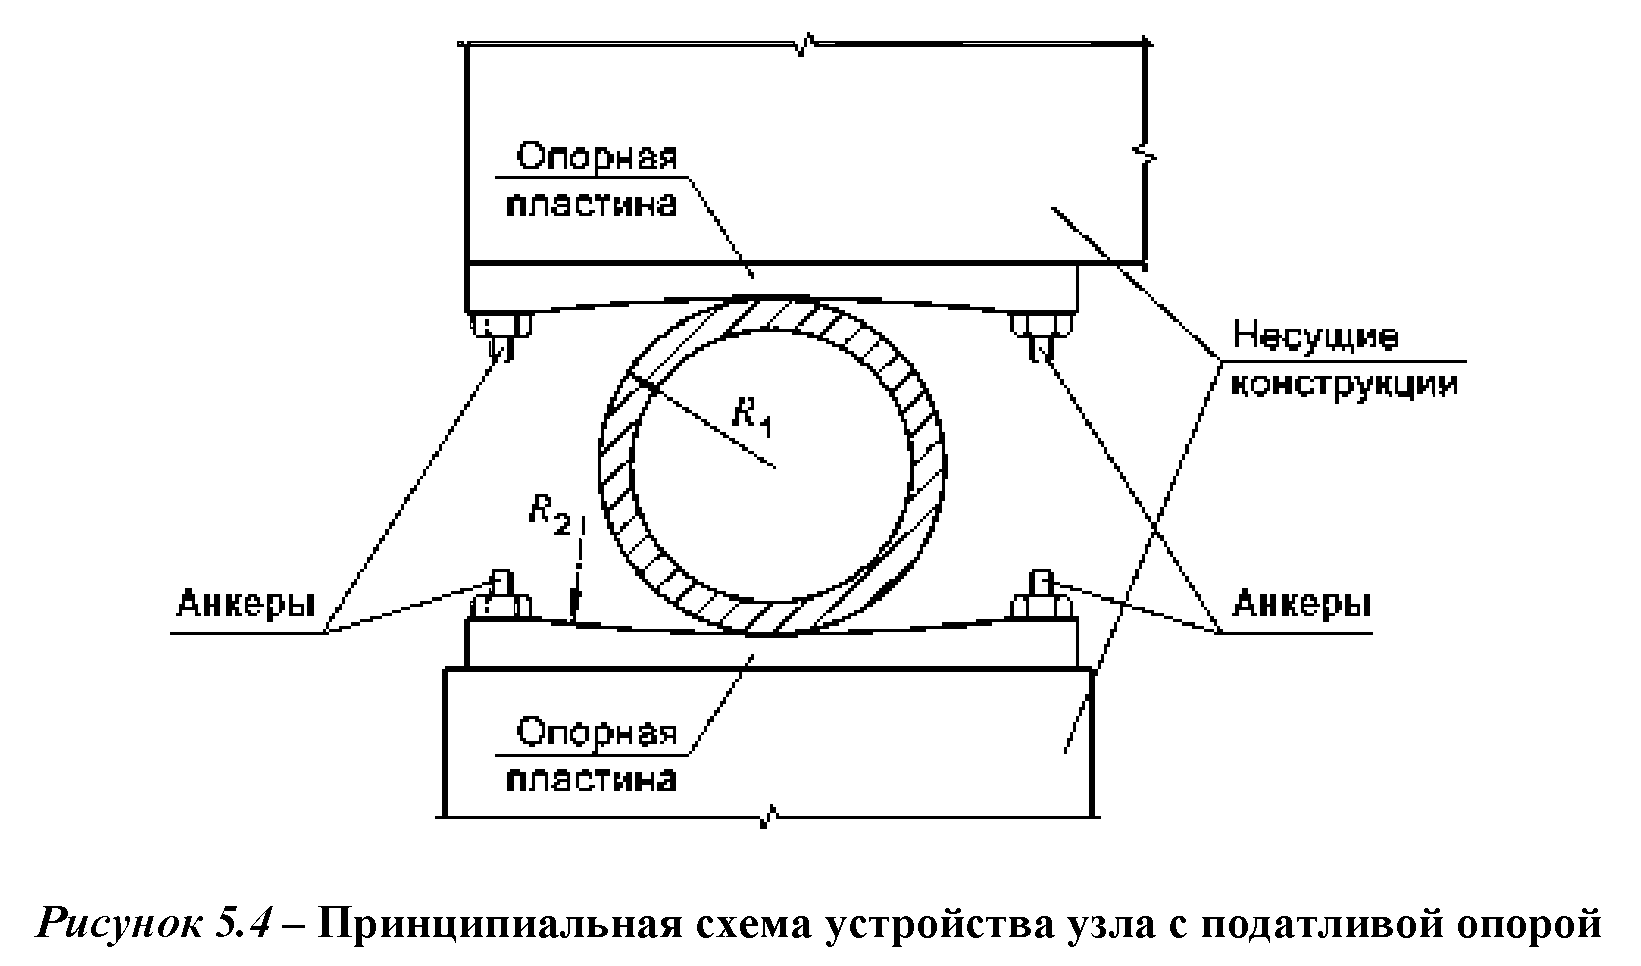 Опорная
пластина
Несущие
конструкции
R1
R2
Анкеры
Анкеры
Опорная
пластина
Рисунок 5.4 – Принципиальная схема устройства узла с податливой опорой